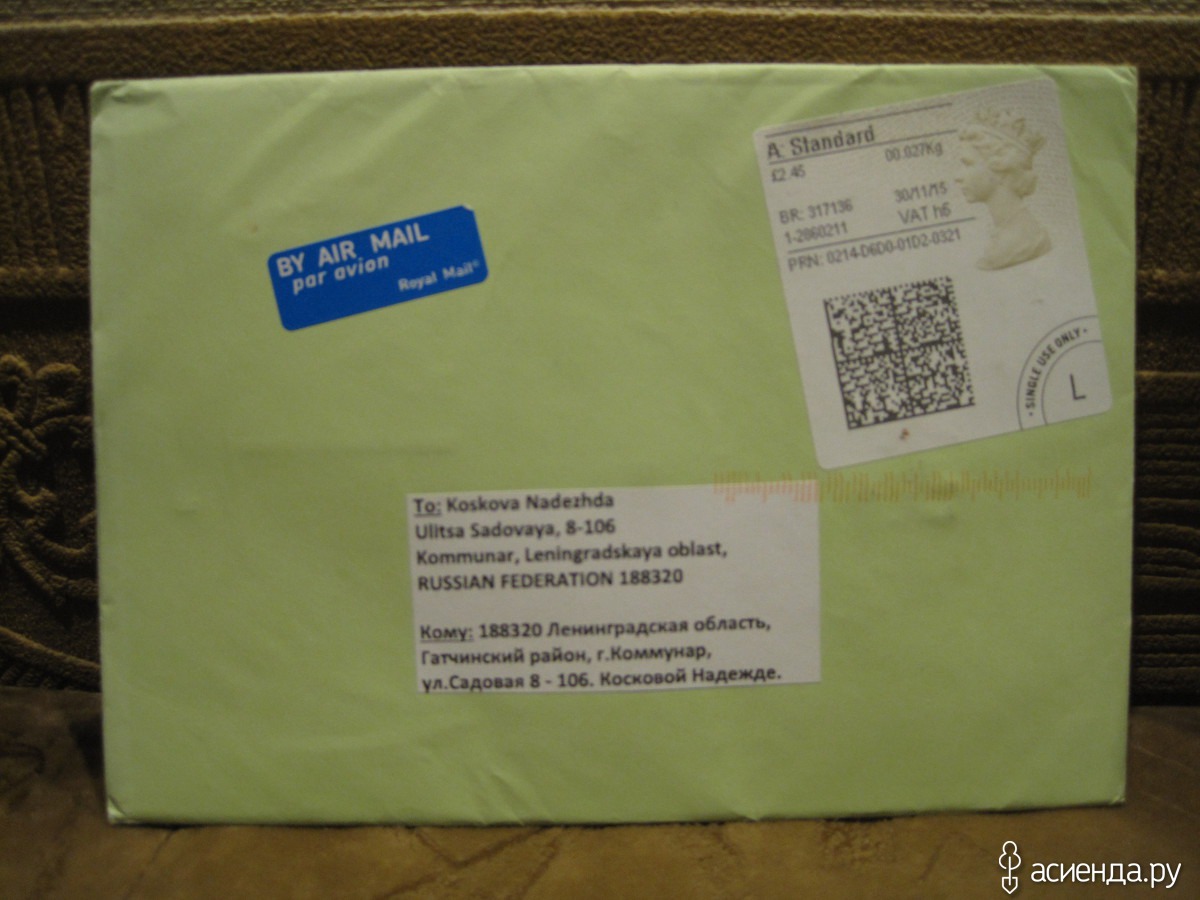 BY AIR MAIL
par avion
Royal Mail®
A: Standard
£2.45 00.027Kg
30/11/15
BR: 317136 VAT h6
1-2860211
PRN: 0214-D6D0-01D2-0321
· SINGLE USE ONLY ·
L
To: Koskova Nadezhda
Ulitsa Sadovaya, 8-106
Kommunar, Leningradskaya oblast,
RUSSIAN FEDERATION 188320
Кому: 188320 Ленинградская область,
Гатчинский район, г.Коммунар,
ул.Садовая 8 - 106. Косковой Надежде.
асиенда.ру